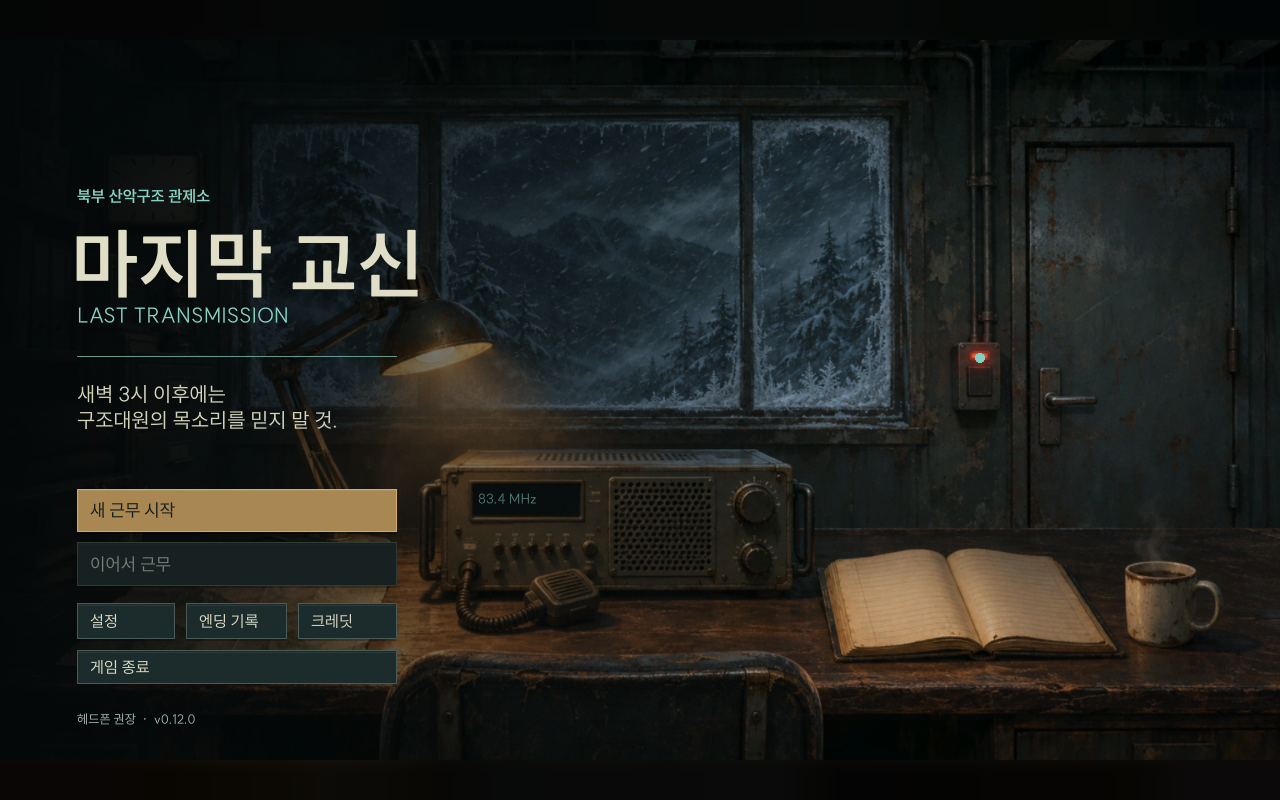 북부 산악구조 관제소
마지막 교신
LAST TRANSMISSION
새벽 3시 이후에는
구조대원의 목소리를 믿지 말 것.
새 근무 시작
이어서 근무
설정
엔딩 기록
크레딧
게임 종료
헤드폰 권장 · v0.12.0
83.4 MHz